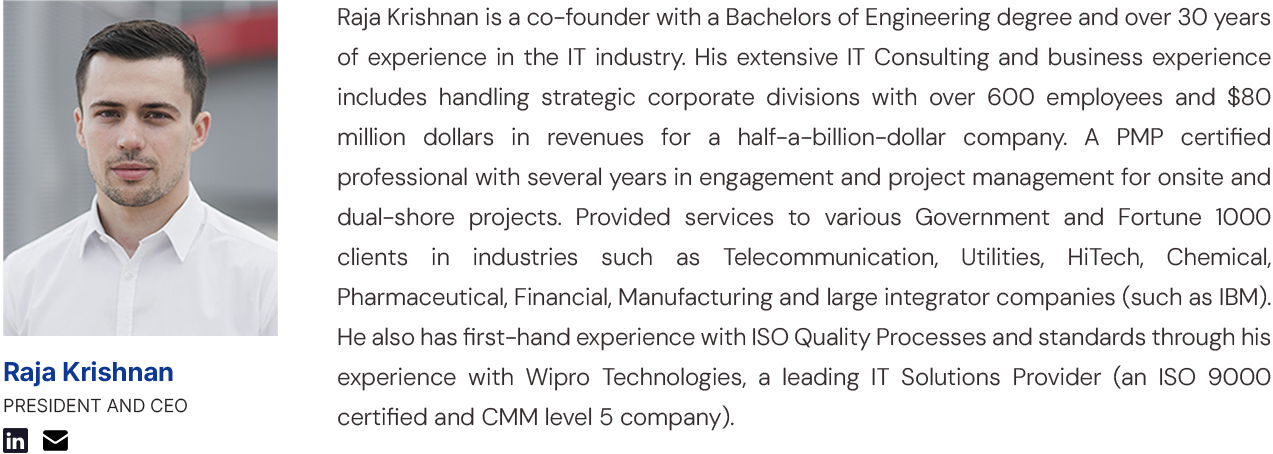 Raja Krishnan is a co-founder with a Bachelors of Engineering degree and over 30 years
of experience in the IT industry. His extensive IT Consulting and business experience
includes handling strategic corporate divisions with over 600 employees and $80
million dollars in revenues for a half-a-billion-dollar company. A PMP certified
professional with several years in engagement and project management for onsite and
dual-shore projects. Provided services to various Government and Fortune 1000
clients in industries such as Telecommunication, Utilities, HiTech, Chemical,
Pharmaceutical, Financial, Manufacturing and large integrator companies (such as IBM).
He also has first-hand experience with ISO Quality Processes and standards through his
experience with Wipro Technologies, a leading IT Solutions Provider (an ISO 9000
certified and CMM level 5 company).
Raja Krishnan
PRESIDENT AND CEO
in